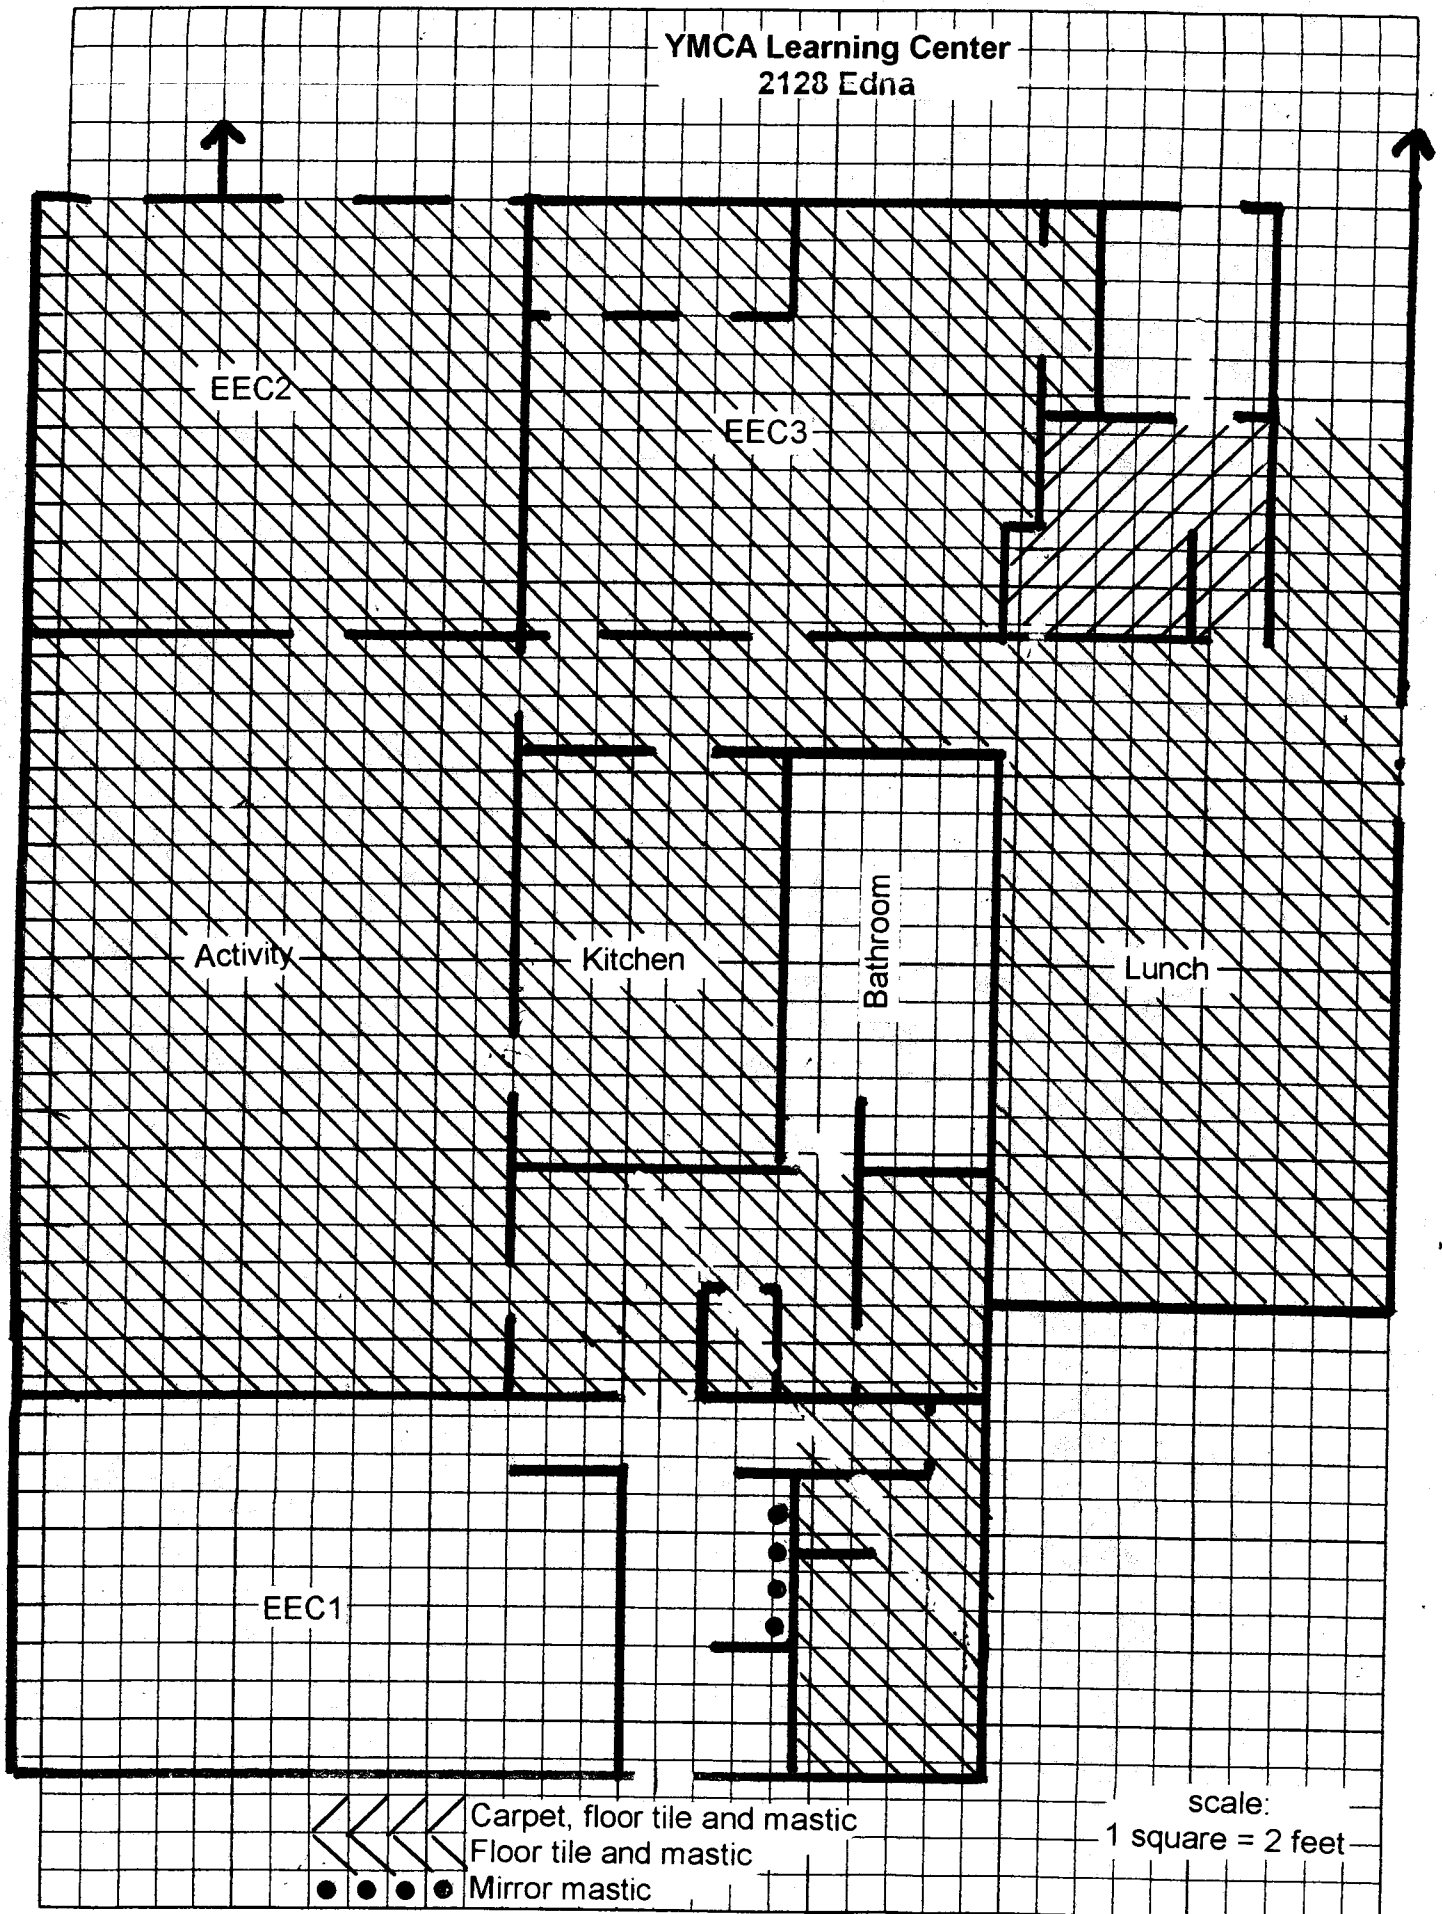 YMCA Learning Center
2128 Edna
EEC2
EEC3
Activity
Kitchen
Bathroom
Lunch
EEC1
Carpet, floor tile and mastic
Floor tile and mastic
Mirror mastic
scale:
1 square = 2 feet